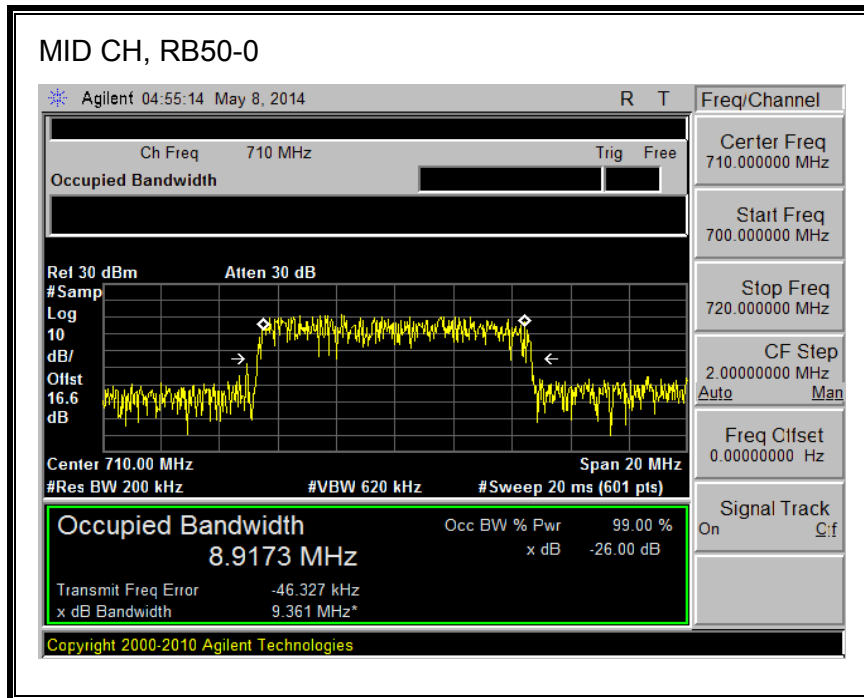 MID CH, RB50-0
Agilent 04:55:14 May 8, 2014 R T
Freq/Channel
Ch Freq 710 MHz Trig Free
Occupied Bandwidth
Center Freq
710.000000 MHz
Start Freq
700.000000 MHz
Stop Freq
720.000000 MHz
CF Step
2.00000000 MHz
Auto Man
Freq Offset
0.00000000 Hz
Signal Track
On Off
Ref 30 dBm Atten 30 dB
#Samp
Log
10
dB/
Offst
16.6
dB
Center 710.00 MHz Span 20 MHz
#Res BW 200 kHz #VBW 620 kHz #Sweep 20 ms (601 pts)
Occupied Bandwidth
8.9173 MHz
Occ BW % Pwr 99.00 %
x dB -26.00 dB
Transmit Freq Error -46.327 kHz
x dB Bandwidth 9.361 MHz*
Copyright 2000-2010 Agilent Technologies